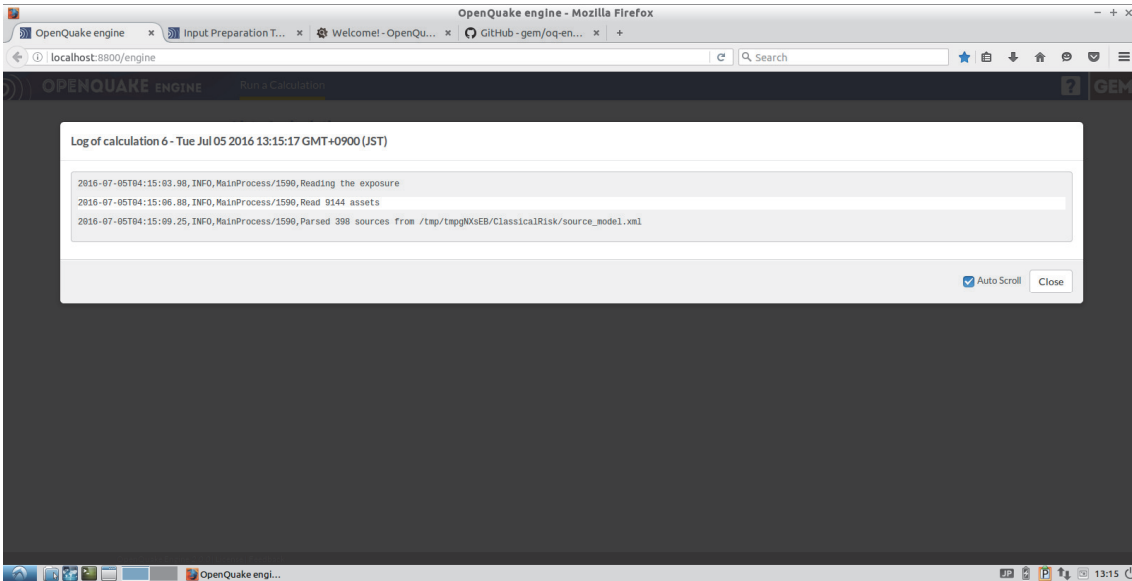 OpenQuake engine - Mozilla Firefox
OpenQuake engine
Input Preparation T...
Welcome! - OpenQu...
GitHub - gem/oq-en...
localhost:8800/engine
Search
OPENQUAKE ENGINE
Run a Calculation
?
GEM
Log of calculation 6 - Tue Jul 05 2016 13:15:17 GMT+0900 (JST)
2016-07-05T04:15:03.98,INFO,MainProcess/1590,Reading the exposure
2016-07-05T04:15:06.88,INFO,MainProcess/1590,Read 9144 assets
2016-07-05T04:15:09.25,INFO,MainProcess/1590,Parsed 398 sources from /tmp/tmpgNXsEB/ClassicalRisk/source_model.xml
Auto Scroll
Close
OpenQuake engi...
JP
P
13:15